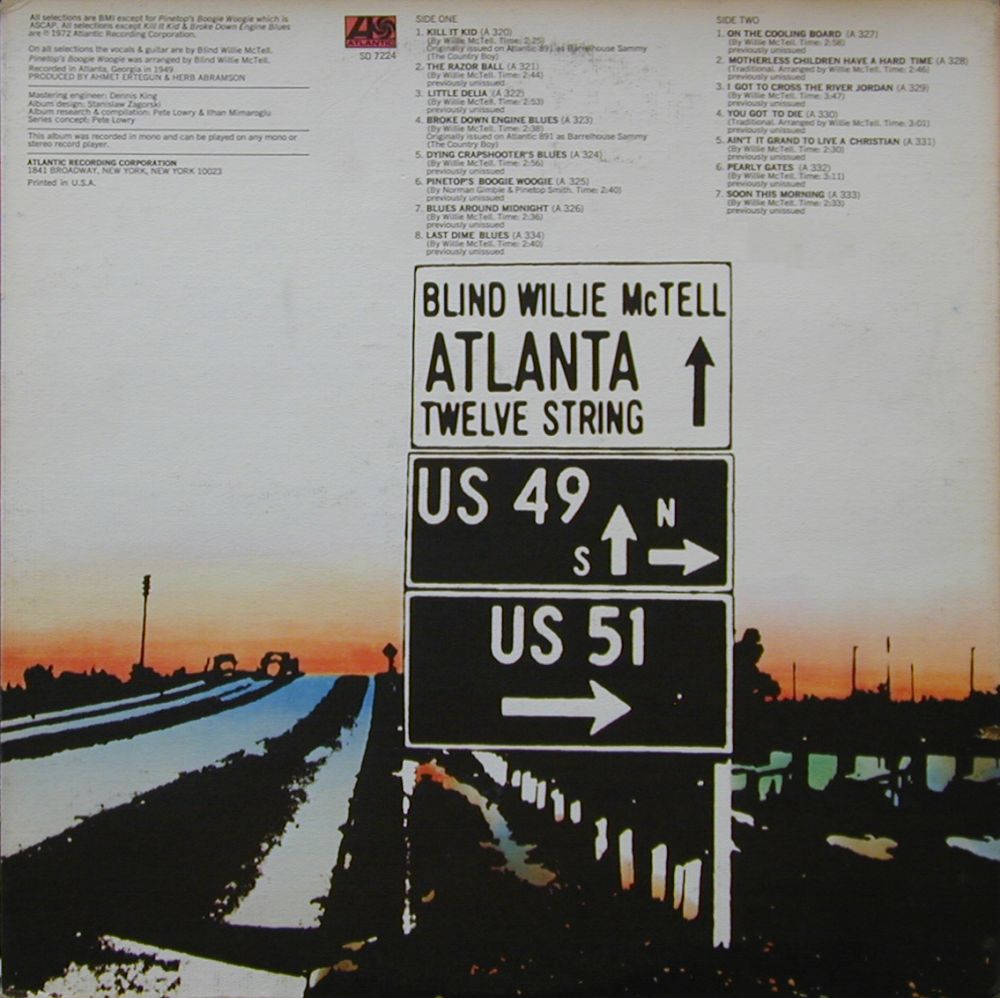 All selections are BMI except for Pinetop's Boogie Woogie which is
ASCAP. All selections except Kill It Kid & Broke Down Engine Blues
are ℗ 1972 Atlantic Recording Corporation.
On all selections the vocals & guitar are by Blind Willie McTell.
Pinetop's Boogie Woogie was arranged by Blind Willie McTell.
Recorded in Atlanta, Georgia in 1949
PRODUCED BY AHMET ERTEGUN & HERB ABRAMSON
Mastering engineer: Dennis King
Album design: Stanislaw Zagorski
Album research & compilation: Pete Lowry & Ilhan Mimaroglu
Series concept: Pete Lowry
This album was recorded in mono and can be played on any mono or
stereo record player.
ATLANTIC RECORDING CORPORATION
1841 BROADWAY, NEW YORK, NEW YORK 10023
Printed in U.S.A.
ATLANTIC
SD 7224
SIDE ONE
1. KILL IT KID (A 320)
(By Willie McTell. Time: 2:25)
Originally issued on Atlantic 891 as Barrelhouse Sammy
(The Country Boy)
2. THE RAZOR BALL (A 321)
(By Willie McTell. Time: 2:44)
previously unissued
3. LITTLE DELIA (A 322)
(By Willie McTell. Time: 2:53)
previously unissued
4. BROKE DOWN ENGINE BLUES (A 323)
(By Willie McTell. Time: 2:38)
Originally issued on Atlantic 891 as Barrelhouse Sammy
(The Country Boy)
5. DYING CRAPSHOOTER'S BLUES (A 324)
(By Willie McTell. Time: 2:56)
previously unissued
6. PINETOP'S BOOGIE WOOGIE (A 325)
(By Norman Gimble & Pinetop Smith. Time: 2:40)
previously unissued
7. BLUES AROUND MIDNIGHT (A 326)
(By Willie McTell. Time: 2:36)
previously unissued
8. LAST DIME BLUES (A 334)
(By Willie McTell. Time: 2:40)
previously unissued
SIDE TWO
1. ON THE COOLING BOARD (A 327)
(By Willie McTell. Time: 2:58)
previously unissued
2. MOTHERLESS CHILDREN HAVE A HARD TIME (A 328)
(Traditional. Arranged by Willie McTell. Time: 2:46)
previously unissued
3. I GOT TO CROSS THE RIVER JORDAN (A 329)
(By Willie McTell. Time: 3:47)
previously unissued
4. YOU GOT TO DIE (A 330)
(Traditional. Arranged by Willie McTell. Time: 3:01)
previously unissued
5. AIN'T IT GRAND TO LIVE A CHRISTIAN (A 331)
(By Willie McTell. Time: 2:30)
previously unissued
6. PEARLY GATES (A 332)
(By Willie McTell. Time: 3:11)
previously unissued
7. SOON THIS MORNING (A 333)
(By Willie McTell. Time: 2:33)
previously unissued
BLIND WILLIE McTELL
ATLANTA
TWELVE STRING
US 49
N
S
US 51